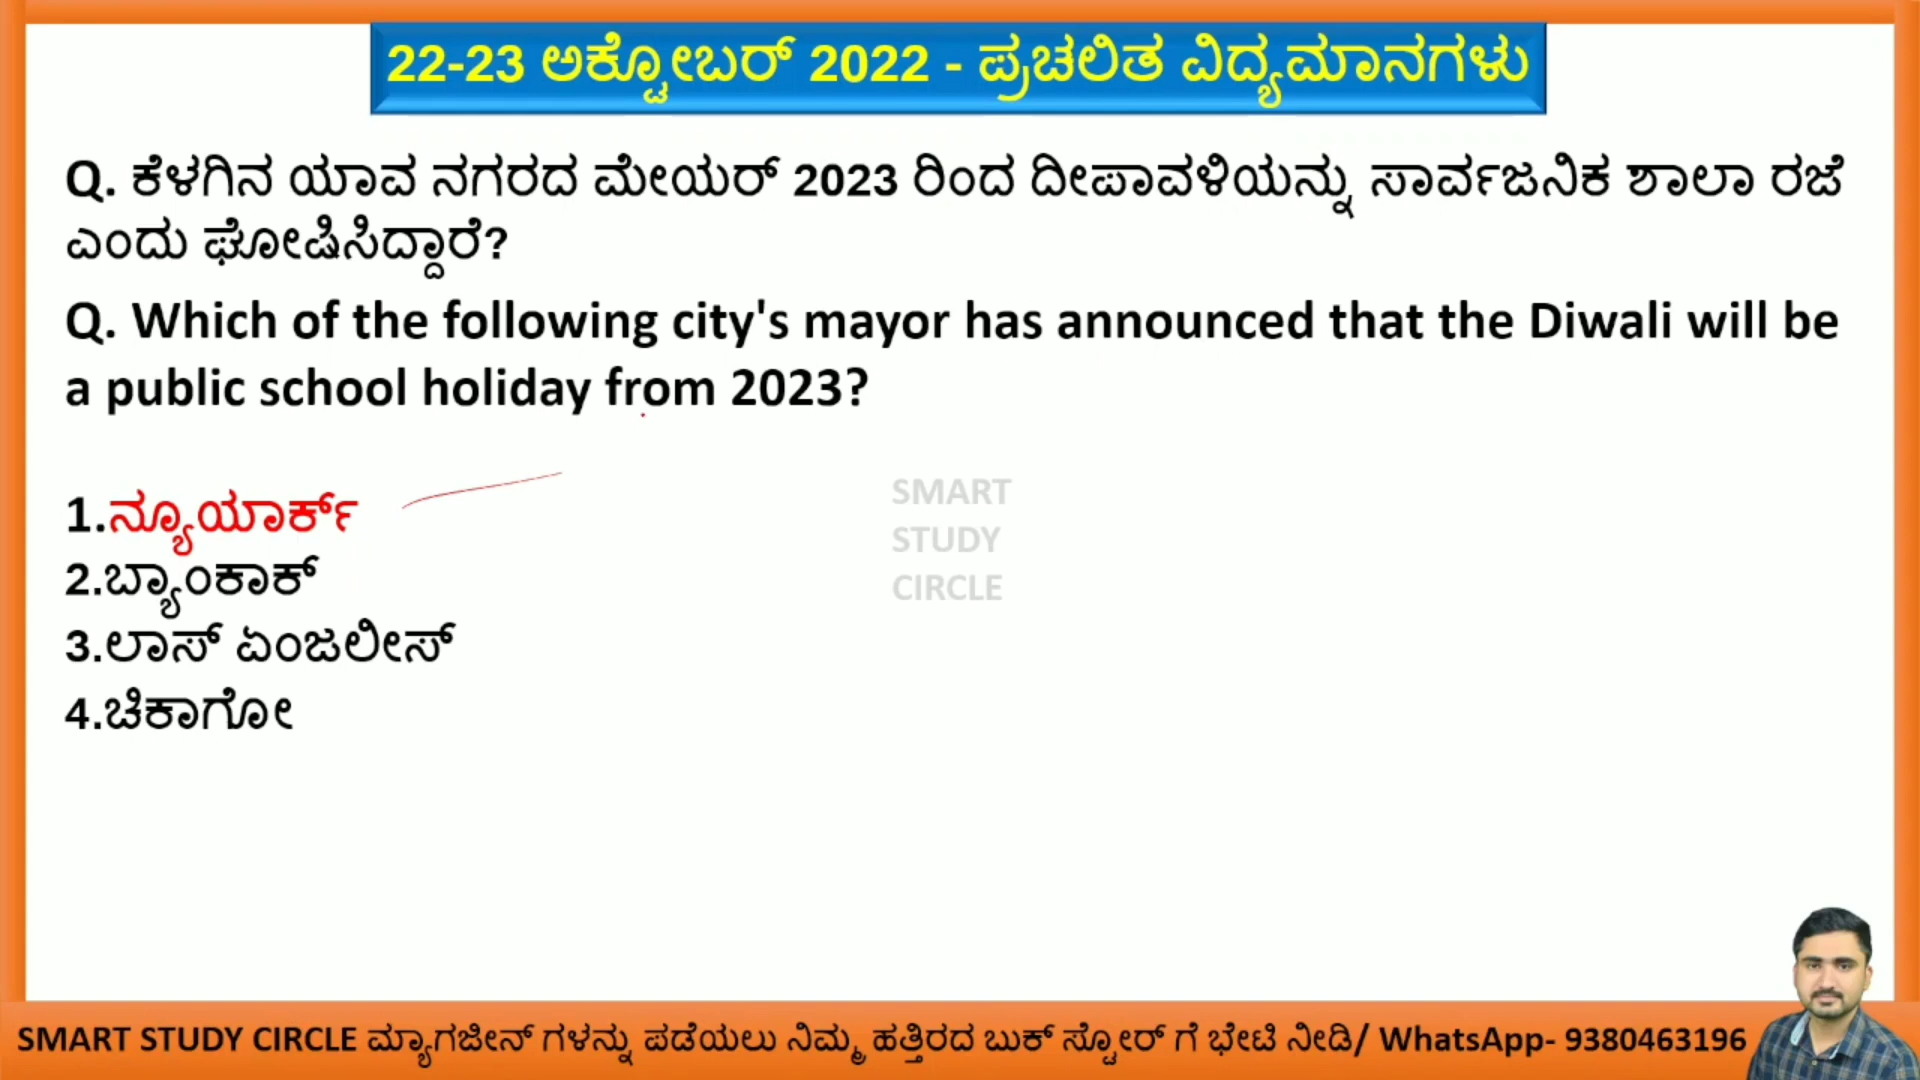 22-23 ಅಕ್ಟೋಬರ್ 2022 - ಪ್ರಚಲಿತ ವಿದ್ಯಮಾನಗಳು
Q. ಕೆಳಗಿನ ಯಾವ ನಗರದ ಮೇಯರ್ 2023 ರಿಂದ ದೀಪಾವಳಿಯನ್ನು ಸಾರ್ವಜನಿಕ ಶಾಲಾ ರಜೆ
ಎಂದು ಘೋಷಿಸಿದ್ದಾರೆ?
Q. Which of the following city's mayor has announced that the Diwali will be
a public school holiday from 2023?
1.ನ್ಯೂಯಾರ್ಕ್
2.ಬ್ಯಾಂಕಾಕ್
3.ಲಾಸ್ ಏಂಜಲೀಸ್
4.ಚಿಕಾಗೋ
SMART
STUDY
CIRCLE
SMART STUDY CIRCLE ಮ್ಯಾಗಜೀನ್ ಗಳನ್ನು ಪಡೆಯಲು ನಿಮ್ಮ ಹತ್ತಿರದ ಬುಕ್ ಸ್ಟೋರ್ ಗೆ ಭೇಟಿ ನೀಡಿ/ WhatsApp- 9380463196